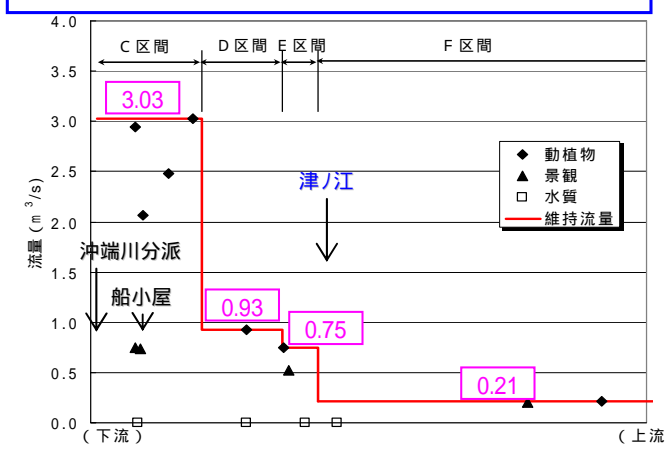 4.0
C区間 D区間 E区間 F区間
3.5
3.03
3.0
動植物
景観
水質
維持流量
2.5
津ノ江
流量(m³/s)
2.0
沖端川分派
1.5
船小屋
0.93
1.0
0.75
0.5
0.21
0.0
(下流)
(上流